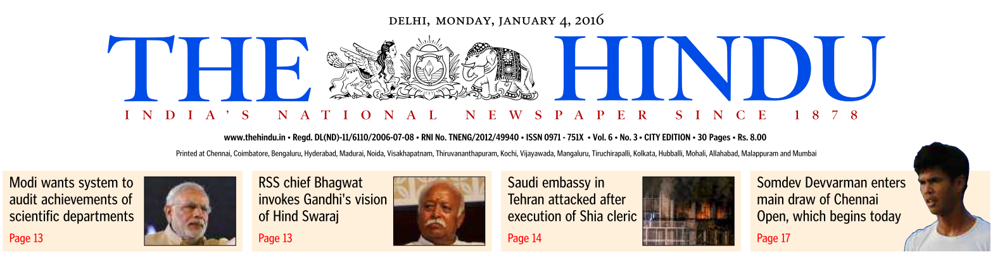 DELHI, MONDAY, JANUARY 4, 2016
THE HINDU
INDIA'S NATIONAL NEWSPAPER SINCE 1878
www.thehindu.in • Regd. DL(ND)-11/6110/2006-07-08 • RNI No. TNENG/2012/49940 • ISSN 0971 - 751X • Vol. 6 • No. 3 • CITY EDITION • 30 Pages • Rs. 8.00
Printed at Chennai, Coimbatore, Bengaluru, Hyderabad, Madurai, Noida, Visakhapatnam, Thiruvananthapuram, Kochi, Vijayawada, Mangaluru, Tiruchirapalli, Kolkata, Hubballi, Mohali, Allahabad, Malappuram and Mumbai
Modi wants system to
audit achievements of
scientific departments
Page 13
RSS chief Bhagwat
invokes Gandhi's vision
of Hind Swaraj
Page 13
Saudi embassy in
Tehran attacked after
execution of Shia cleric
Page 14
Somdev Devvarman enters
main draw of Chennai
Open, which begins today
Page 17